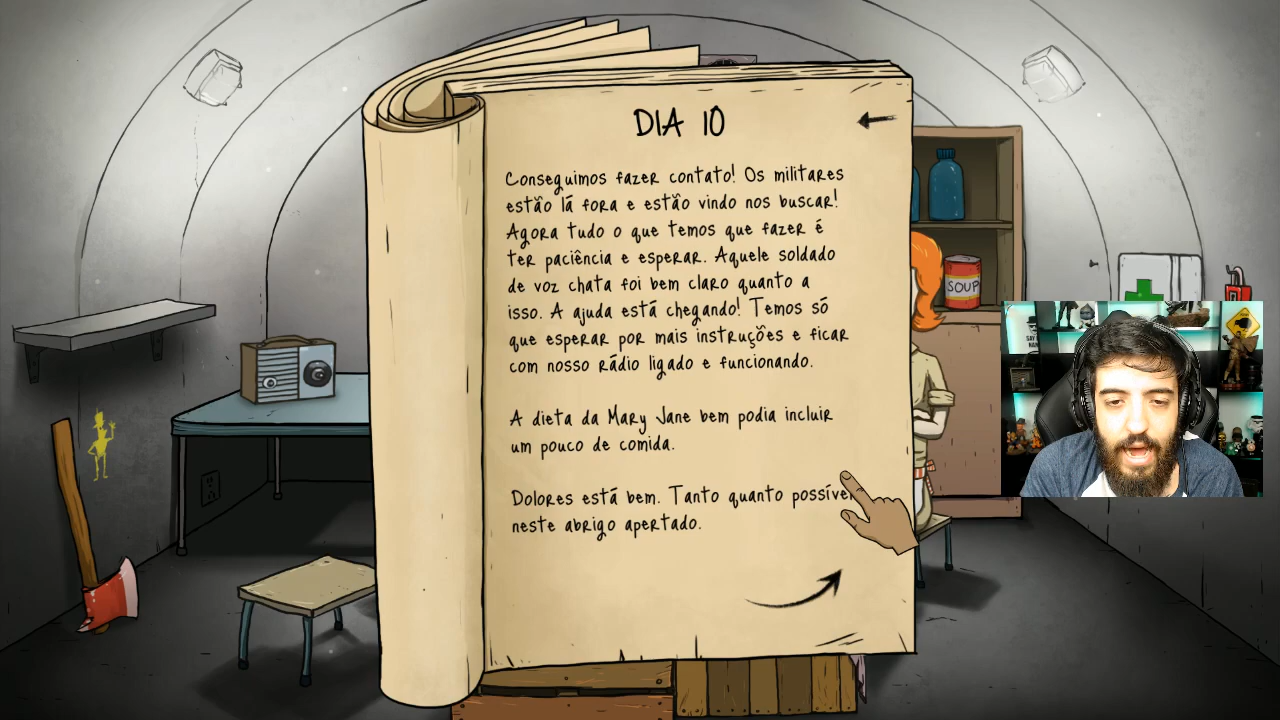 DIA 10
Conseguimos fazer contato! Os militares
estão lá fora e estão vindo nos buscar!
Agora tudo o que temos que fazer é
ter paciência e esperar. Aquele soldado
de voz chata foi bem claro quanto a
isso. A ajuda está chegando! Temos só
que esperar por mais instruções e ficar
com nosso rádio ligado e funcionando.
A dieta da Mary Jane bem podia incluir
um pouco de comida.
Dolores está bem. Tanto quanto possível
neste abrigo apertado.
SOUP